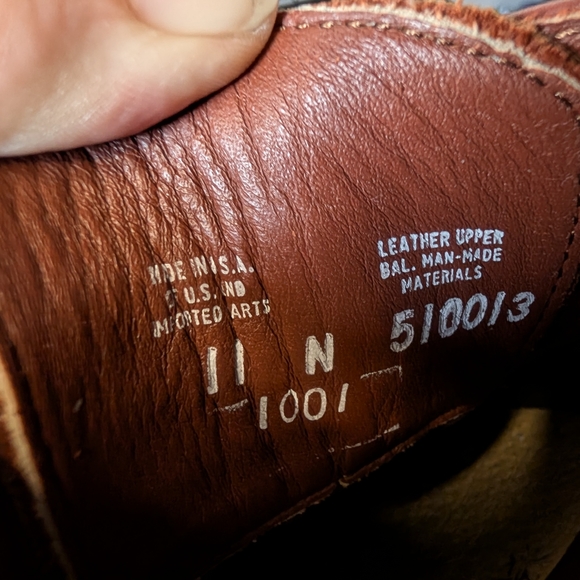 MADE IN U.S.A.
OF U.S. AND
IMPORTED PARTS
11 N
1001
LEATHER UPPER
BAL. MAN-MADE
MATERIALS
510013